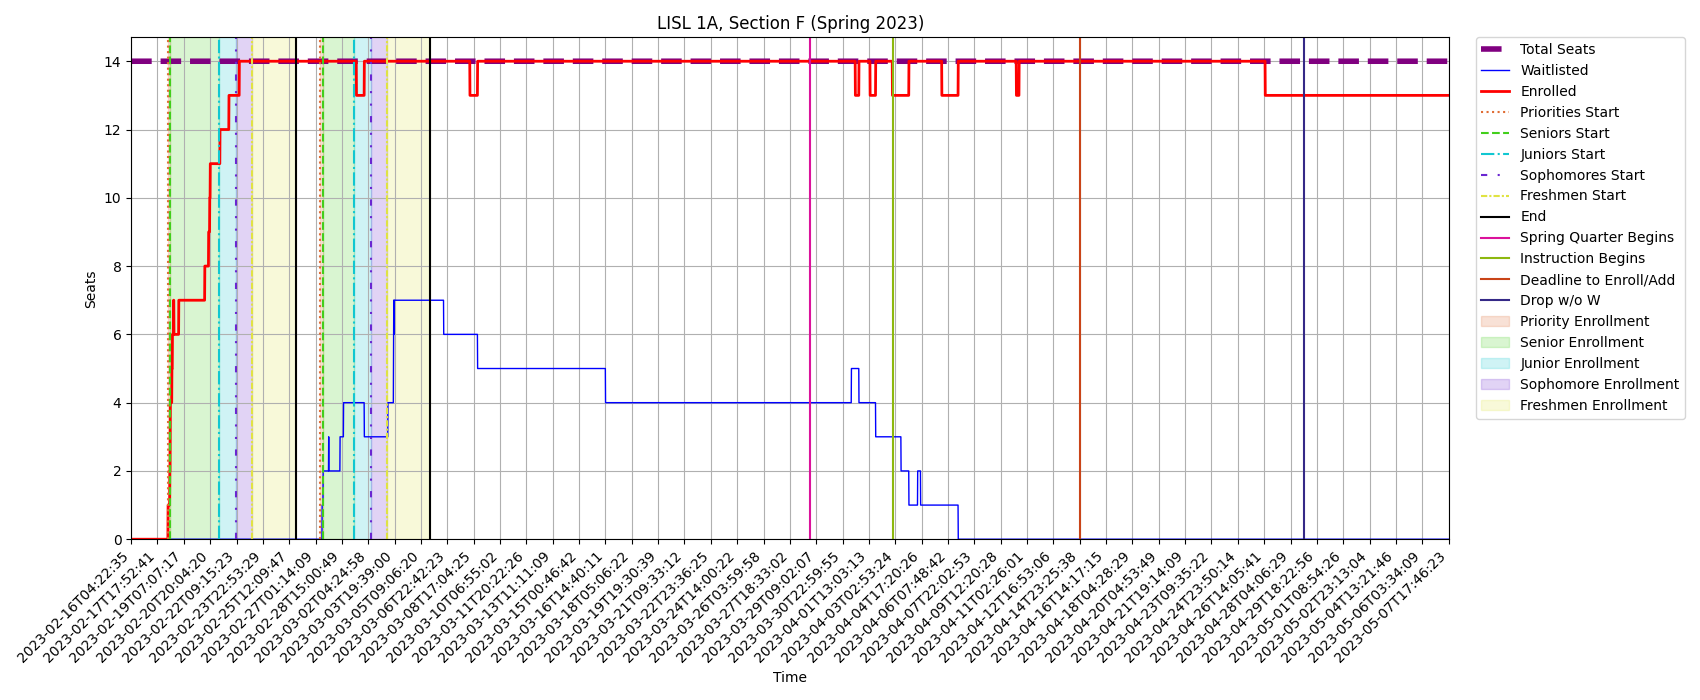 LISL 1A, Section F (Spring 2023)
Seats
14
12
10
8
6
4
2
0
2023-02-16T04:22:35
2023-02-17T17:52:41
2023-02-19T07:07:17
2023-02-20T20:04:20
2023-02-22T09:15:23
2023-02-23T22:53:29
2023-02-25T12:09:47
2023-02-27T01:14:09
2023-02-28T15:00:49
2023-03-02T04:24:58
2023-03-03T19:39:00
2023-03-05T09:06:20
2023-03-06T22:42:23
2023-03-08T17:04:25
2023-03-10T06:55:02
2023-03-11T20:22:26
2023-03-13T11:11:09
2023-03-15T00:46:42
2023-03-16T14:40:11
2023-03-18T05:06:22
2023-03-19T19:30:39
2023-03-21T09:33:12
2023-03-22T23:36:25
2023-03-24T14:00:22
2023-03-26T03:59:58
2023-03-27T18:33:02
2023-03-29T09:02:07
2023-03-30T22:59:55
2023-04-01T13:03:13
2023-04-03T02:53:24
2023-04-04T17:20:26
2023-04-06T07:48:42
2023-04-07T22:02:53
2023-04-09T12:20:28
2023-04-11T02:26:01
2023-04-12T16:53:06
2023-04-14T23:25:38
2023-04-16T14:17:15
2023-04-18T04:28:29
2023-04-20T04:53:49
2023-04-21T19:14:09
2023-04-23T09:35:22
2023-04-24T23:50:14
2023-04-26T14:05:41
2023-04-28T04:06:29
2023-04-29T18:22:56
2023-05-01T08:54:26
2023-05-02T23:13:04
2023-05-04T13:21:46
2023-05-06T03:34:09
2023-05-07T17:46:23
Time
Total Seats
Waitlisted
Enrolled
Priorities Start
Seniors Start
Juniors Start
Sophomores Start
Freshmen Start
End
Spring Quarter Begins
Instruction Begins
Deadline to Enroll/Add
Drop w/o W
Priority Enrollment
Senior Enrollment
Junior Enrollment
Sophomore Enrollment
Freshmen Enrollment